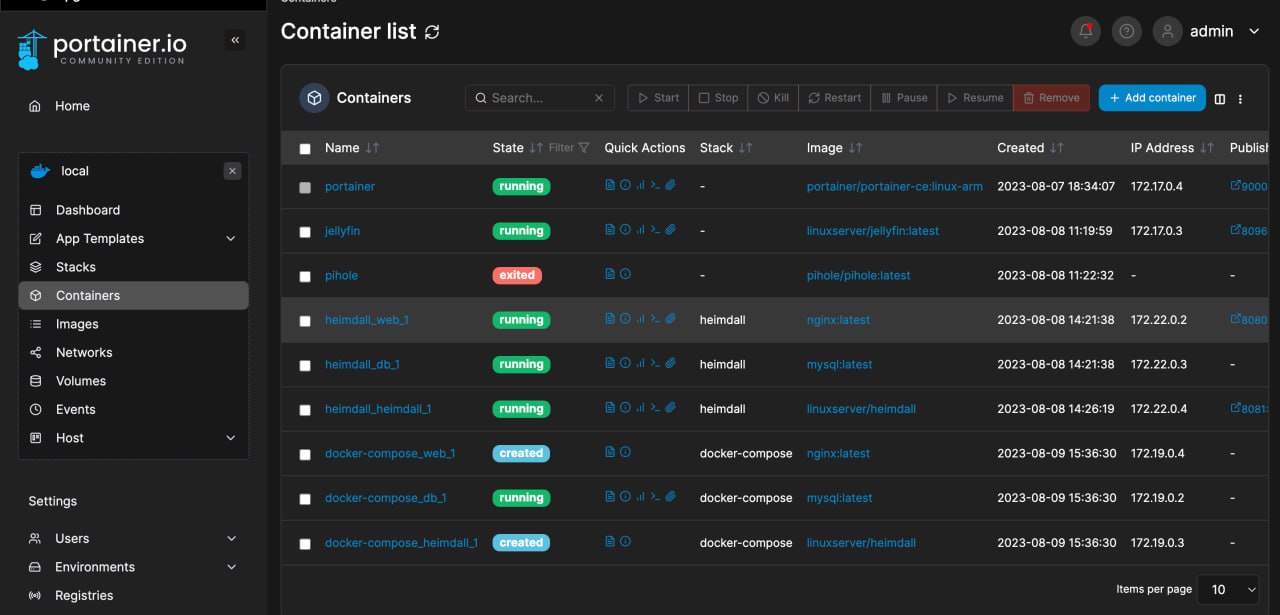 Containers
Container list
admin
portainer.io
COMMUNITY EDITION
Home
local
Dashboard
App Templates
Stacks
Containers
Images
Networks
Volumes
Events
Host
Settings
Users
Environments
Registries
Containers Search... Start Stop Kill Restart Pause Resume Remove + Add container
Name State Filter Quick Actions Stack Image Created IP Address Publish
portainer running - portainer/portainer-ce:linux-arm 2023-08-07 18:34:07 172.17.0.4 9000
jellyfin running - linuxserver/jellyfin:latest 2023-08-08 11:19:59 172.17.0.3 8096
pihole exited - pihole/pihole:latest 2023-08-08 11:22:32 - -
heimdall_web_1 running heimdall nginx:latest 2023-08-08 14:21:38 172.22.0.2 8080
heimdall_db_1 running heimdall mysql:latest 2023-08-08 14:21:38 172.22.0.3 -
heimdall_heimdall_1 running heimdall linuxserver/heimdall 2023-08-08 14:26:19 172.22.0.4 8081:
docker-compose_web_1 created docker-compose nginx:latest 2023-08-09 15:36:30 172.19.0.4 -
docker-compose_db_1 running docker-compose mysql:latest 2023-08-09 15:36:30 172.19.0.2 -
docker-compose_heimdall_1 created docker-compose linuxserver/heimdall 2023-08-09 15:36:30 172.19.0.3 -
Items per page 10